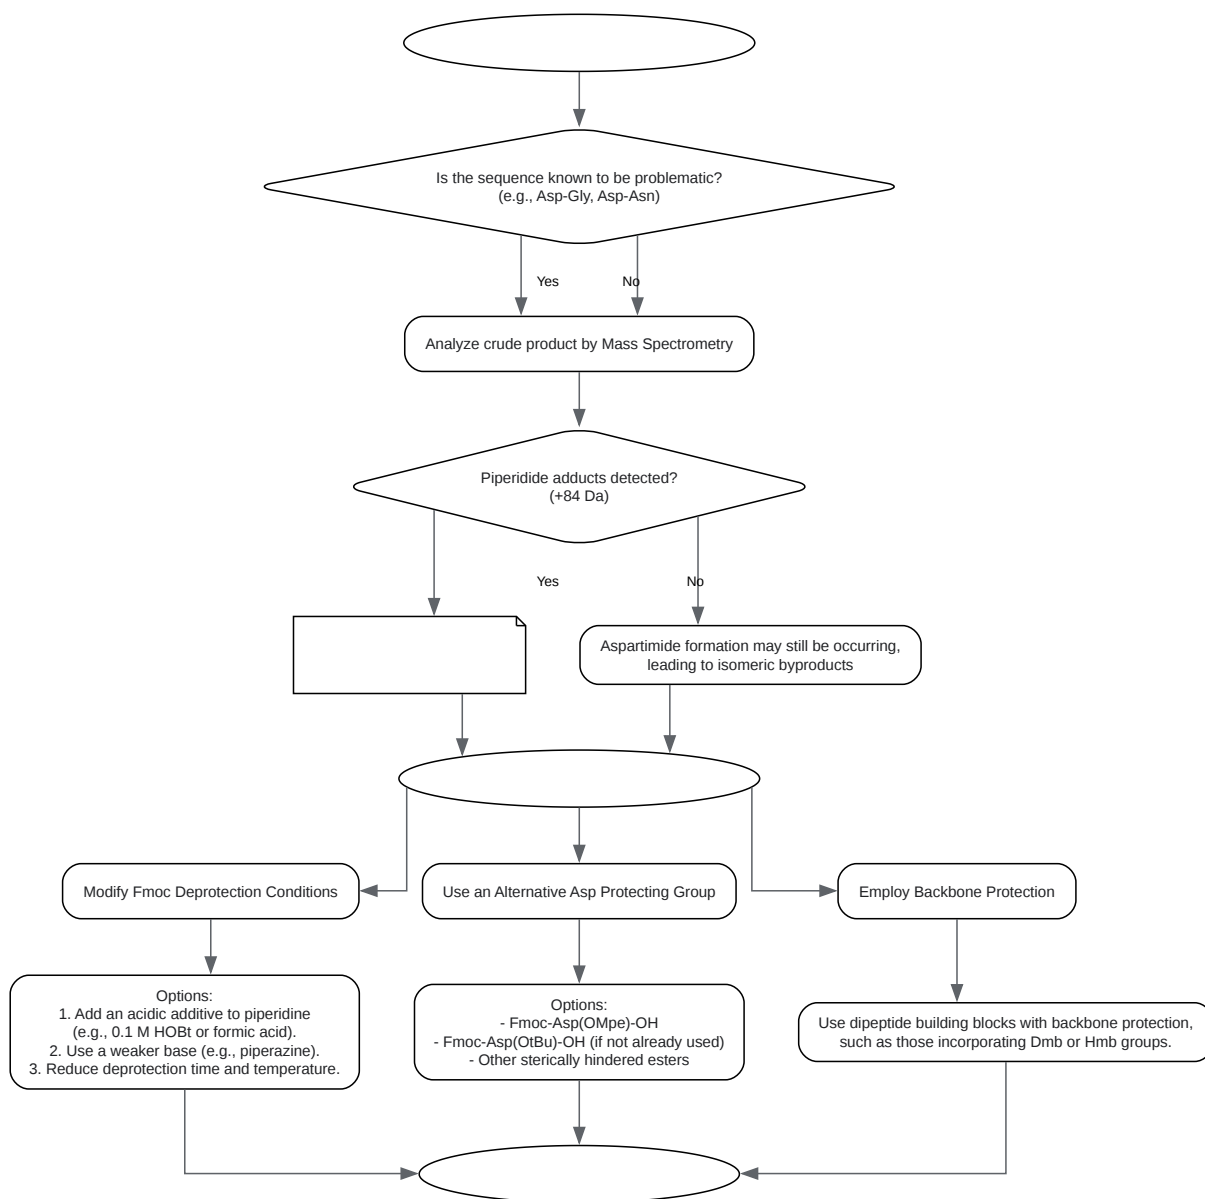 Is the sequence known to be problematic?
(e.g., Asp-Gly, Asp-Asn)
Yes
No
Analyze crude product by Mass Spectrometry
Piperidide adducts detected?
(+84 Da)
Yes
No
Aspartimide formation may still be occurring,
leading to isomeric byproducts
Modify Fmoc Deprotection Conditions
Use an Alternative Asp Protecting Group
Employ Backbone Protection
Options:
1. Add an acidic additive to piperidine
(e.g., 0.1 M HOBt or formic acid).
2. Use a weaker base (e.g., piperazine).
3. Reduce deprotection time and temperature.
Options:
- Fmoc-Asp(OMpe)-OH
- Fmoc-Asp(OtBu)-OH (if not already used)
- Other sterically hindered esters
Use dipeptide building blocks with backbone protection,
such as those incorporating Dmb or Hmb groups.